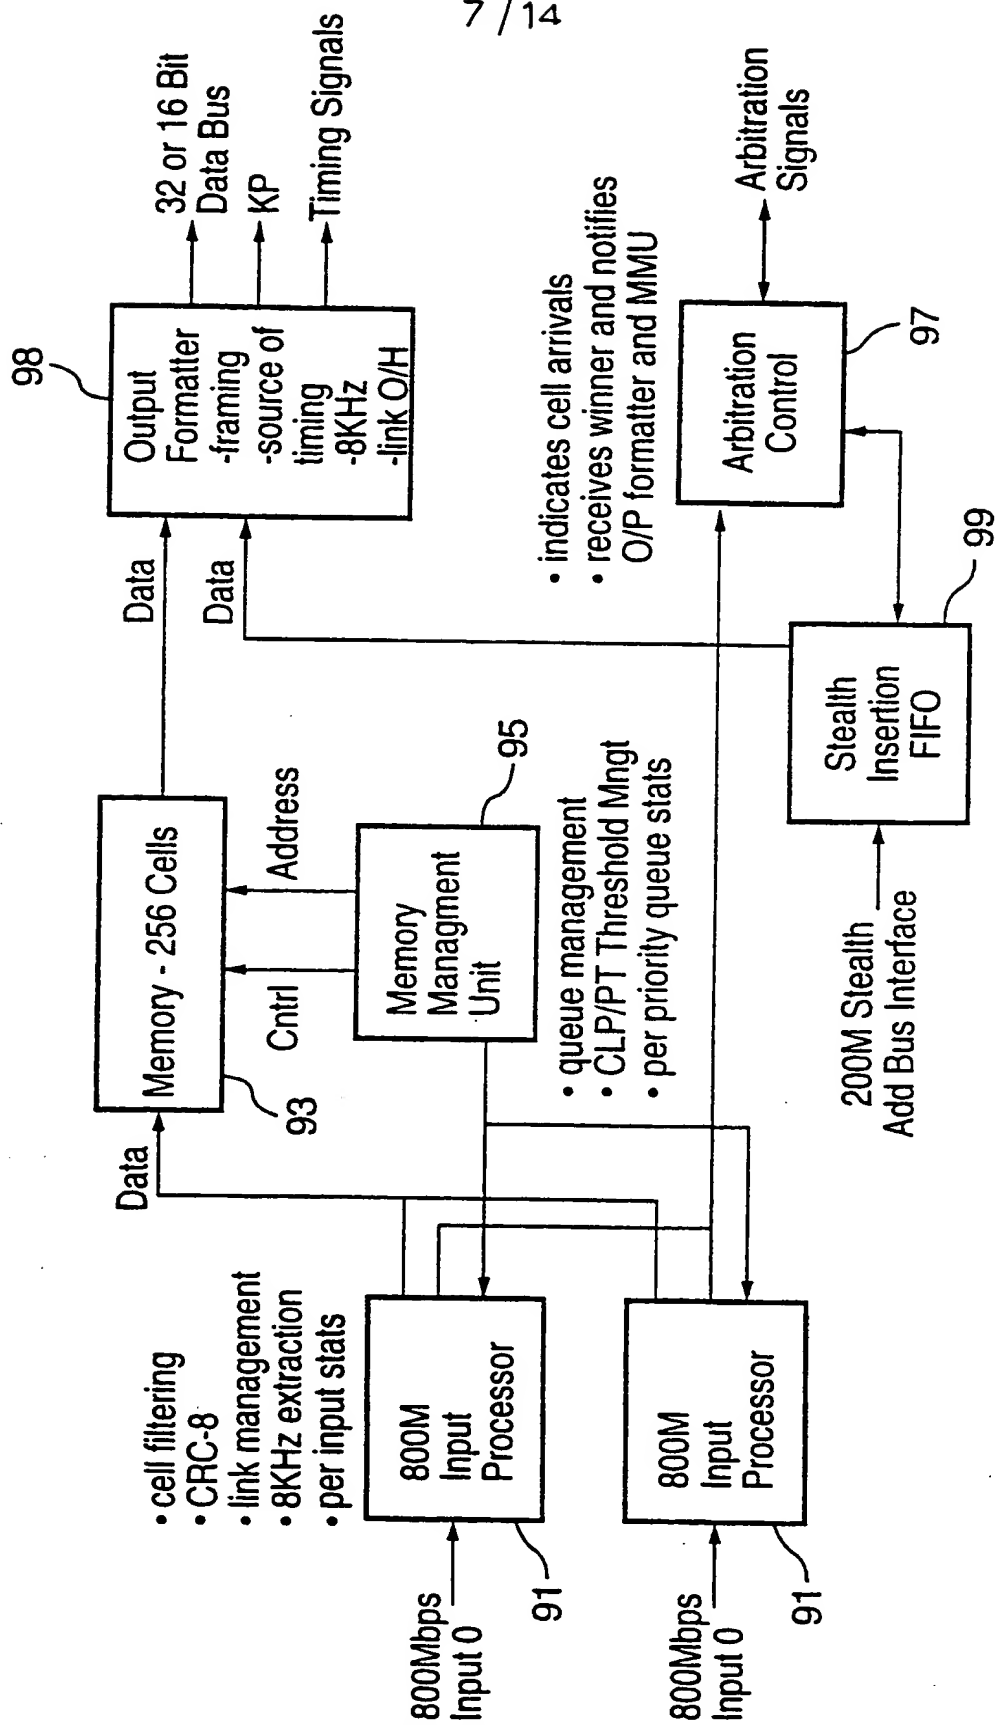 7/14
98
Output
Formatter
-framing
-source of
timing
-8KHz
-link O/H
32 or 16 Bit
Data Bus
KP
Timing Signals
Data
Data
Memory - 256 Cells
93
Data
Cntrl
Address
Memory
Managment
Unit
95
• queue management
• CLP/PT Threshold Mngt
• per priority queue stats
• indicates cell arrivals
• receives winner and notifies
O/P formatter and MMU
Arbitration
Control
97
Arbitration
Signals
Stealth
Insertion
FIFO
99
200M Stealth
Add Bus Interface
• cell filtering
• CRC-8
• link management
• 8KHz extraction
• per input stats
800M
Input
Processor
91
800Mbps
Input 0
800M
Input
Processor
91
800Mbps
Input 0